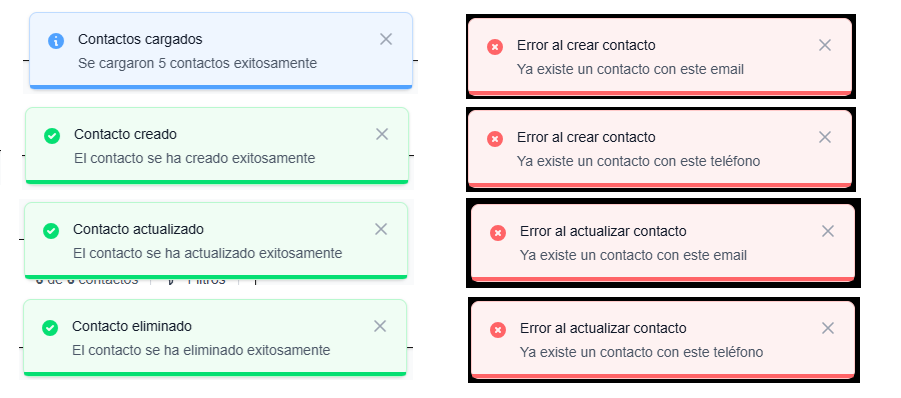 Contactos cargados
Se cargaron 5 contactos exitosamente
Contacto creado
El contacto se ha creado exitosamente
Contacto actualizado
El contacto se ha actualizado exitosamente
de contactos Filtros
Contacto eliminado
El contacto se ha eliminado exitosamente
Error al crear contacto
Ya existe un contacto con este email
Error al crear contacto
Ya existe un contacto con este teléfono
Error al actualizar contacto
Ya existe un contacto con este email
Error al actualizar contacto
Ya existe un contacto con este teléfono